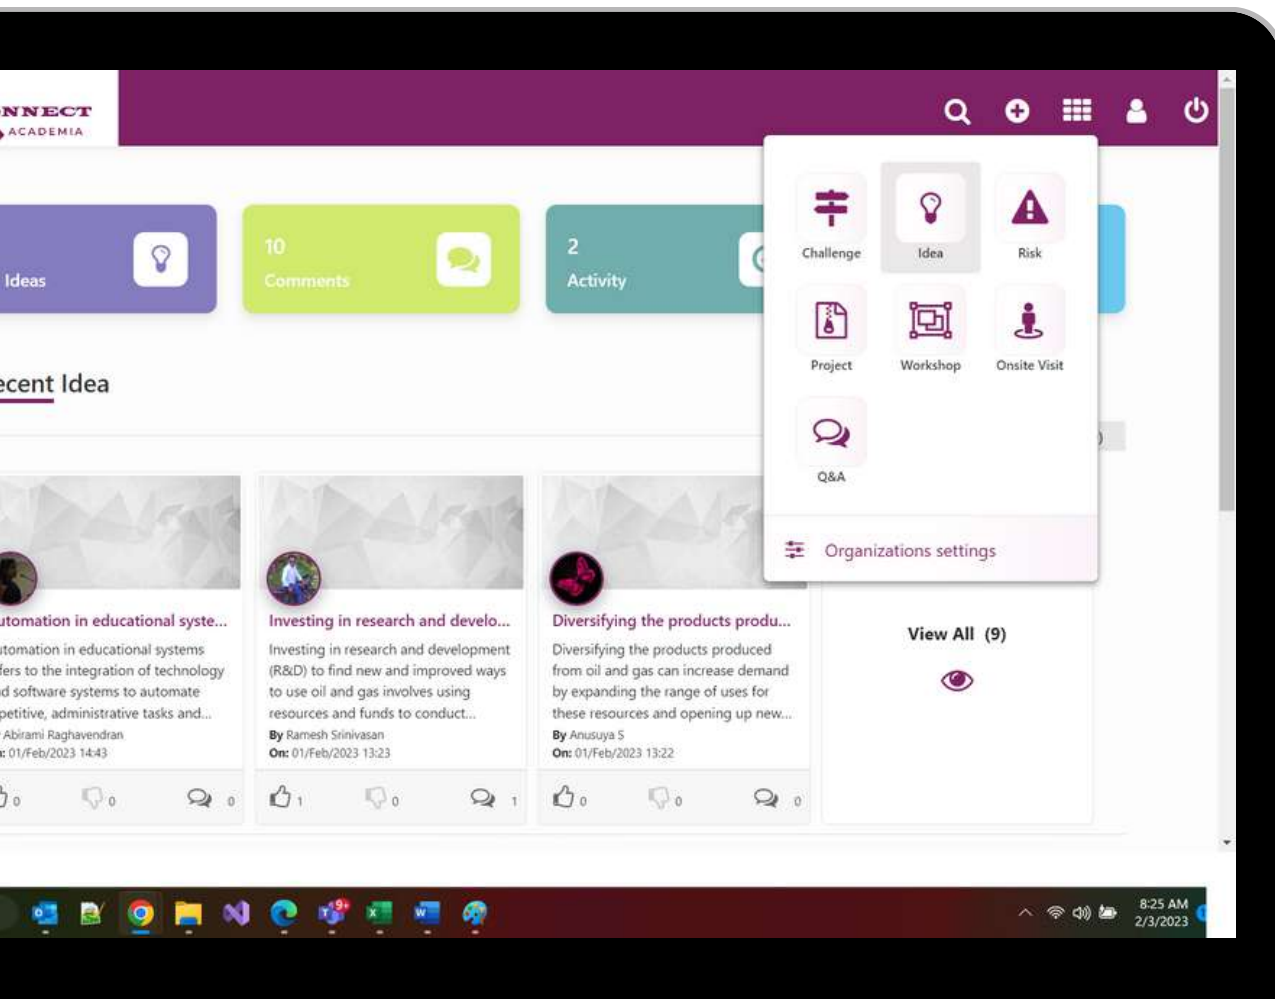 NNECT
ACADEMIA
Ideas
10
Comments
2
Activity
Challenge
Idea
Risk
Project
Workshop
Onsite Visit
Q&A
Organizations settings
ecent Idea
utomation in educational syste...
utomation in educational systems
fers to the integration of technology
d software systems to automate
petitive, administrative tasks and...
Abirami Raghavendran
n: 01/Feb/2023 14:43
0
0
0
Investing in research and develo...
Investing in research and development
(R&D) to find new and improved ways
to use oil and gas involves using
resources and funds to conduct...
By Ramesh Srinivasan
On: 01/Feb/2023 13:23
1
0
1
Diversifying the products produ...
Diversifying the products produced
from oil and gas can increase demand
by expanding the range of uses for
these resources and opening up new...
By Anusuya S
On: 01/Feb/2023 13:22
0
0
0
View All (9)
9+
8:25 AM
2/3/2023